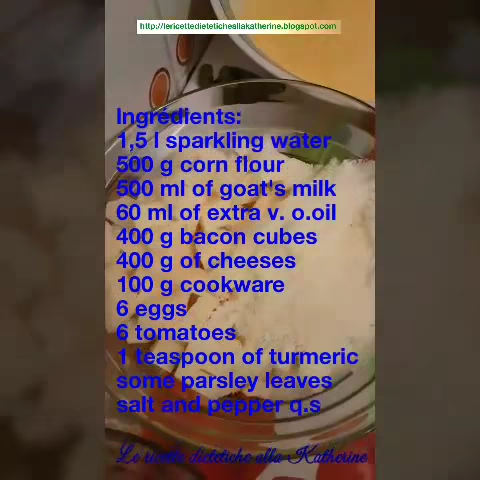 http://lericettedieteticheallakatherine.blogspot.com/
Ingredients:
1,5 l sparkling water
500 g corn flour
500 ml of goat's milk
60 ml of extra v. o.oil
400 g bacon cubes
400 g of cheeses
100 g cookware
6 eggs
6 tomatoes
1 teaspoon of turmeric
some parsley leaves
salt and pepper q.s
Le ricette dietetiche alla Katherine